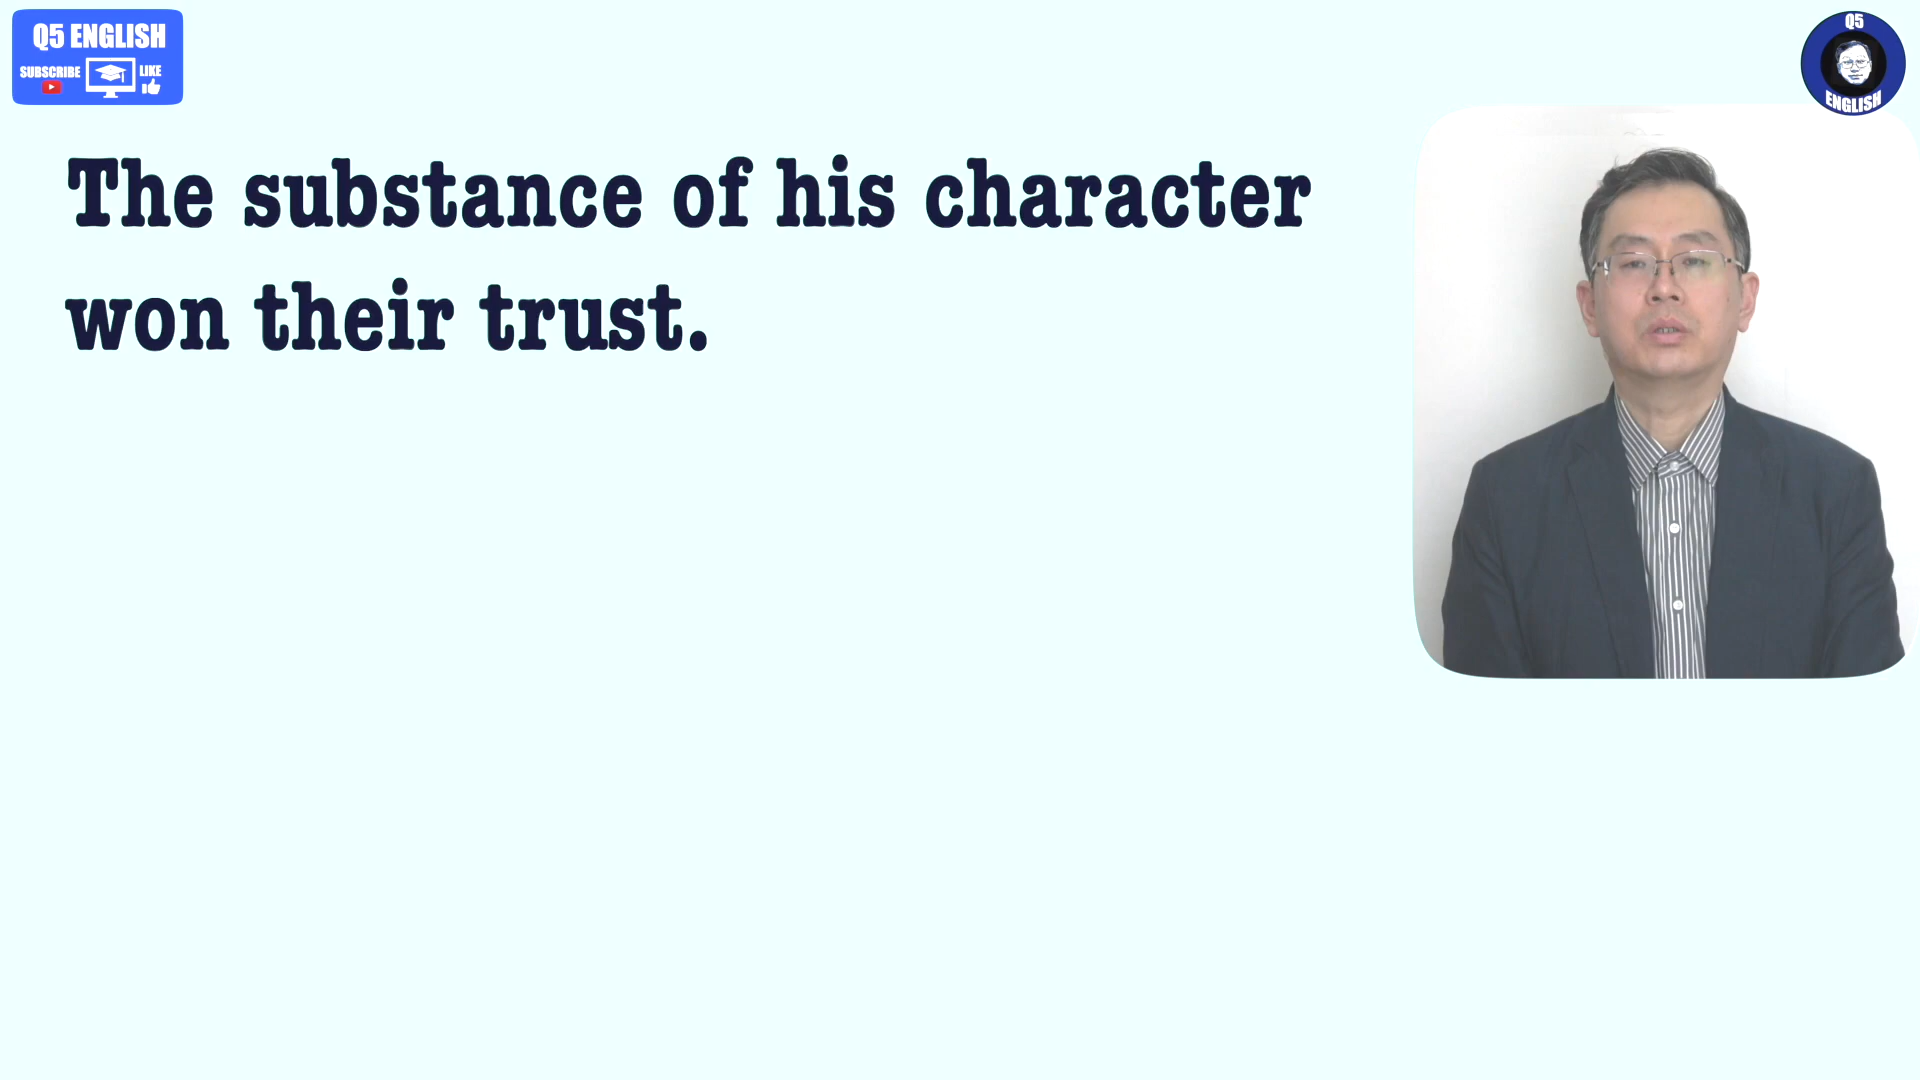 Q5 ENGLISH
SUBSCRIBE
LIKE
Q5
ENGLISH
The substance of his character
won their trust.